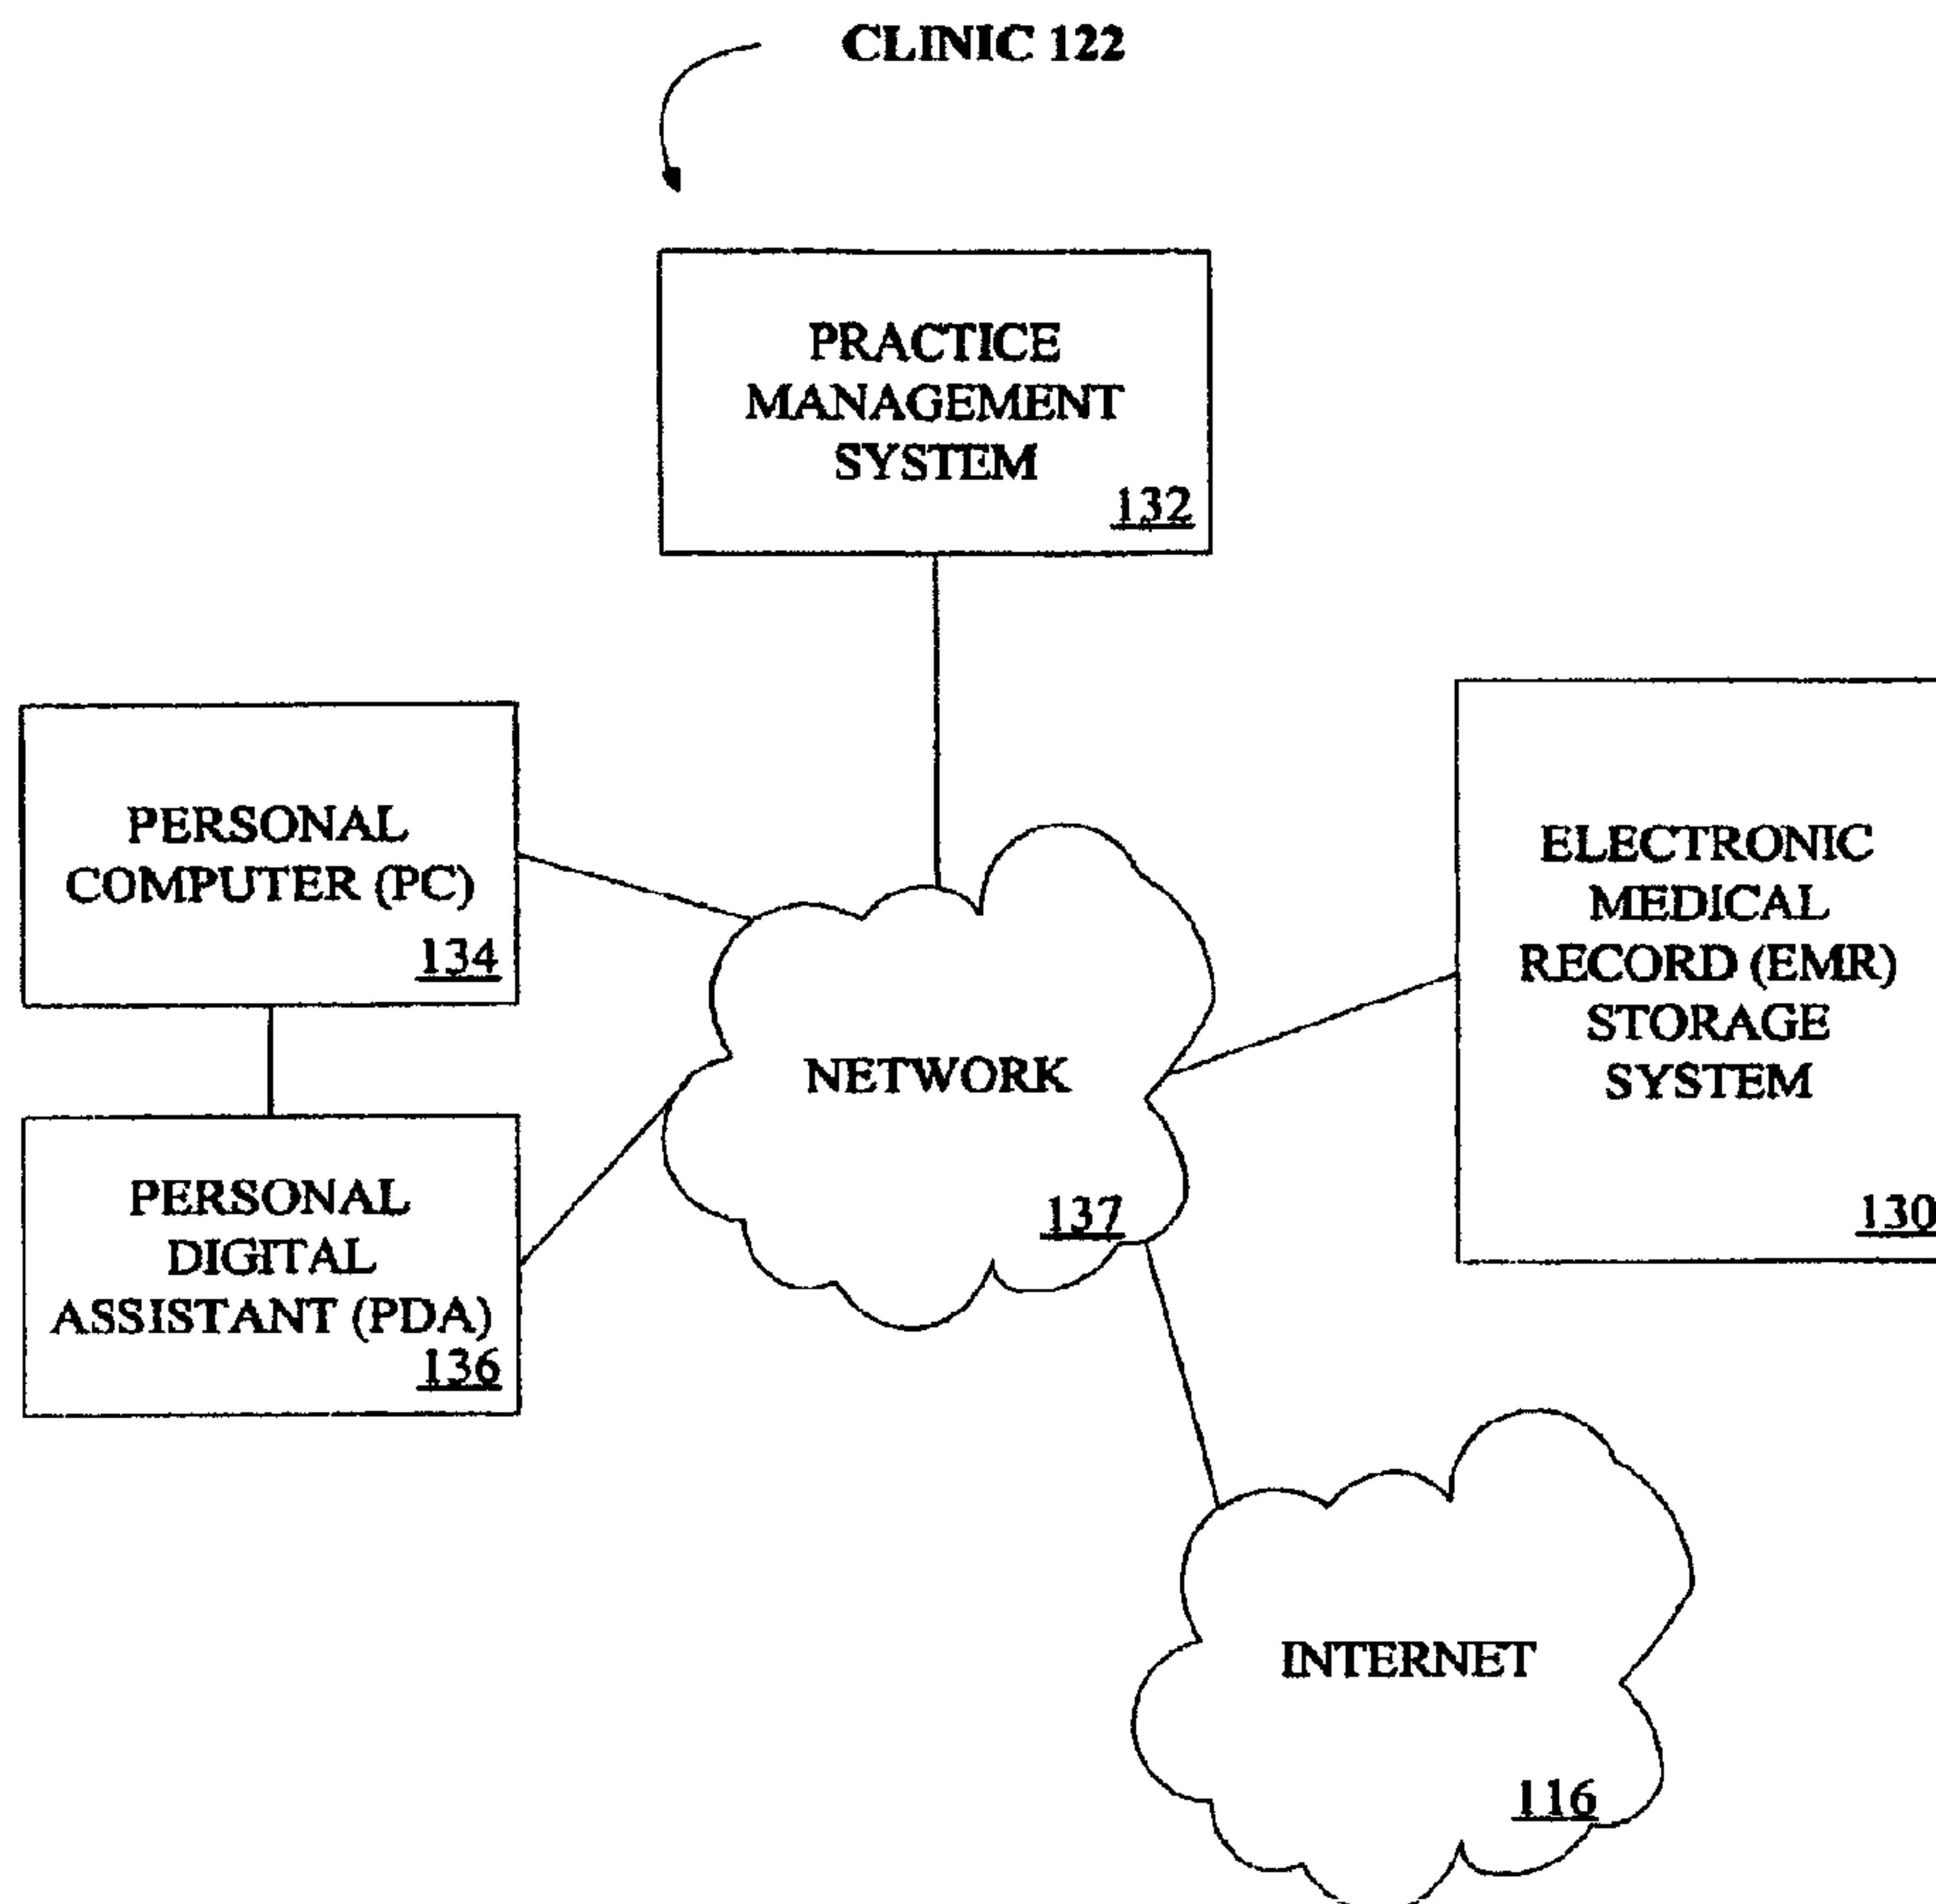 CLINIC 122
PRACTICE
MANAGEMENT
SYSTEM
132
PERSONAL
COMPUTER (PC)
134
ELECTRONIC
MEDICAL
RECORD (EMR)
STORAGE
SYSTEM
130
NETWORK
137
PERSONAL
DIGITAL
ASSISTANT (PDA)
136
INTERNET
116